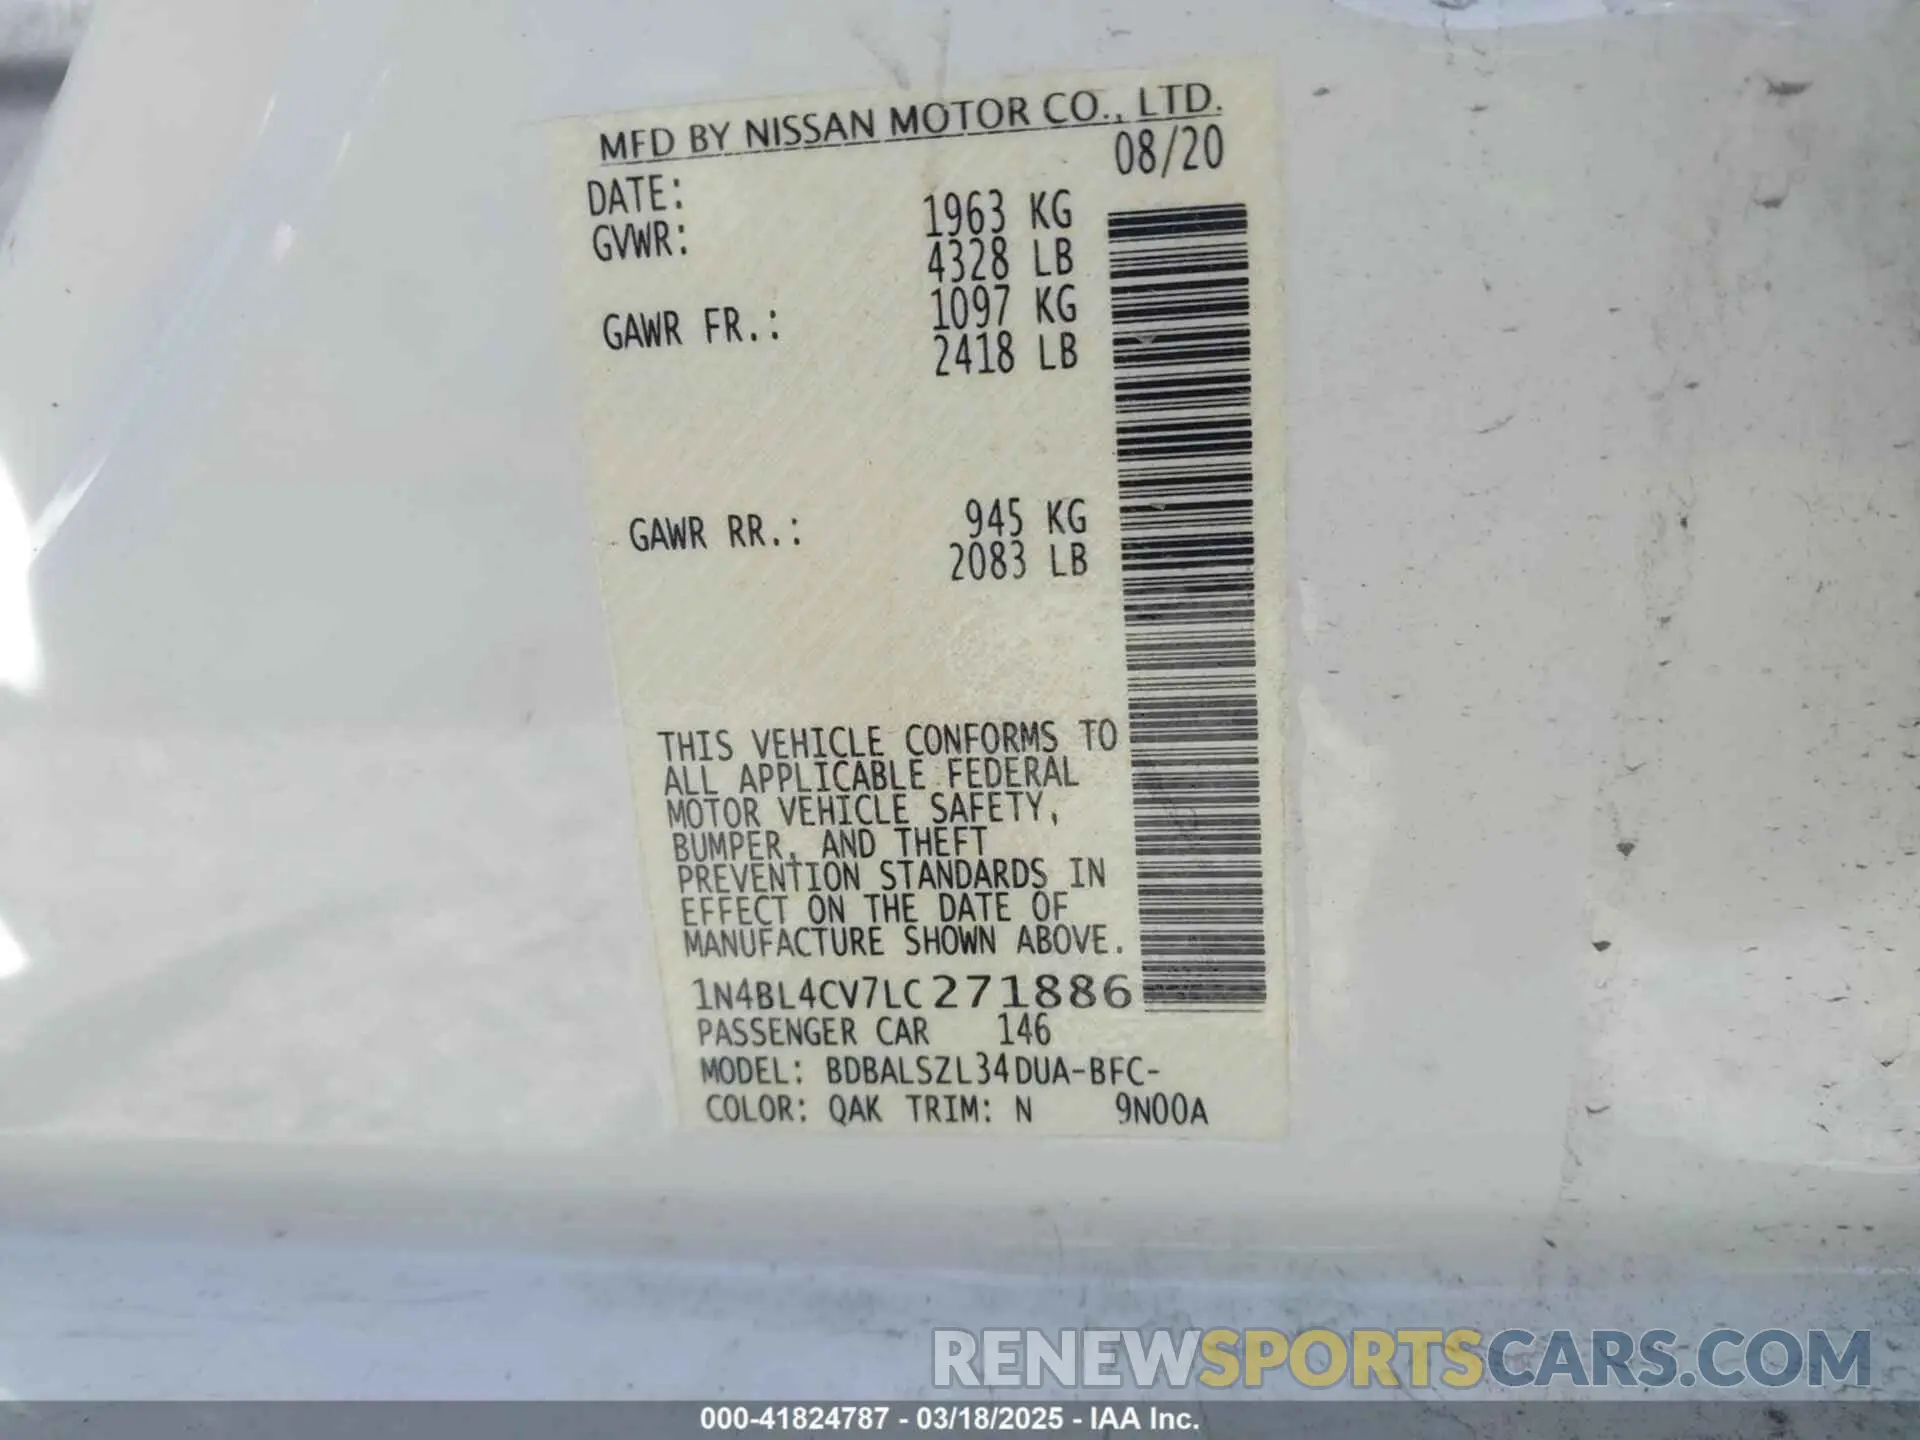 MFD BY NISSAN MOTOR CO., LTD.
DATE: 08/20
GVWR: 1963 KG
4328 LB
GAWR FR.: 1097 KG
2418 LB
GAWR RR.: 945 KG
2083 LB
THIS VEHICLE CONFORMS TO
ALL APPLICABLE FEDERAL
MOTOR VEHICLE SAFETY,
BUMPER, AND THEFT
PREVENTION STANDARDS IN
EFFECT ON THE DATE OF
MANUFACTURE SHOWN ABOVE.
1N4BL4CV7LC271886
PASSENGER CAR 146
MODEL: BDBALSZL34DUA-BFC-
COLOR: QAK TRIM: N 9N00A
RENEWSPORTSCARS.COM
000-41824787 - 03/18/2025 - IAA Inc.